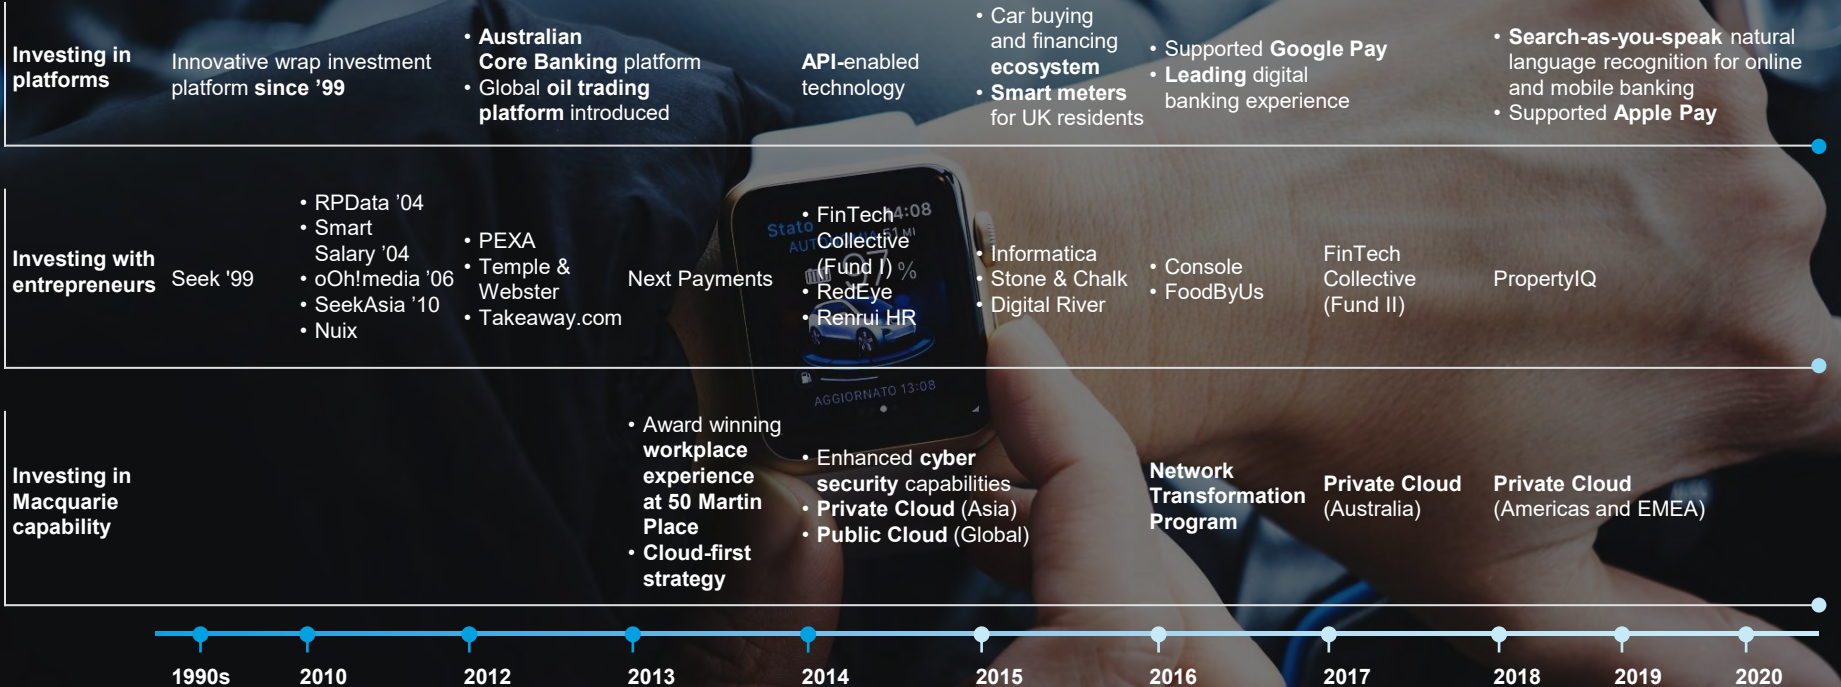 Investing in
platforms
Innovative wrap investment
platform since ’99
• Australian
Core Banking platform
• Global oil trading
platform introduced
API-enabled
technology
• Car buying
and financing
ecosystem
• Smart meters
for UK residents
• Supported Google Pay
• Leading digital
banking experience
• Search-as-you-speak natural
language recognition for online
and mobile banking
• Supported Apple Pay
Investing with
entrepreneurs
Seek '99
• RPData ’04
• Smart
Salary ’04
• oOh!media ’06
• SeekAsia ’10
• Nuix
• PEXA
• Temple &
Webster
• Takeaway.com
Next Payments
• FinTech
Collective
(Fund I)
• RedEye
• Renrui HR
Stato
14:08
51 MI
97 %
AGGIORNATO 13:08
• Informatica
• Stone & Chalk
• Digital River
• Console
• FoodByUs
FinTech
Collective
(Fund II)
PropertyIQ
Investing in
Macquarie
capability
• Award winning
workplace
experience
at 50 Martin
Place
• Cloud-first
strategy
• Enhanced cyber
security capabilities
• Private Cloud (Asia)
• Public Cloud (Global)
Network
Transformation
Program
Private Cloud
(Australia)
Private Cloud
(Americas and EMEA)
1990s
2010
2012
2013
2014
2015
2016
2017
2018
2019
2020